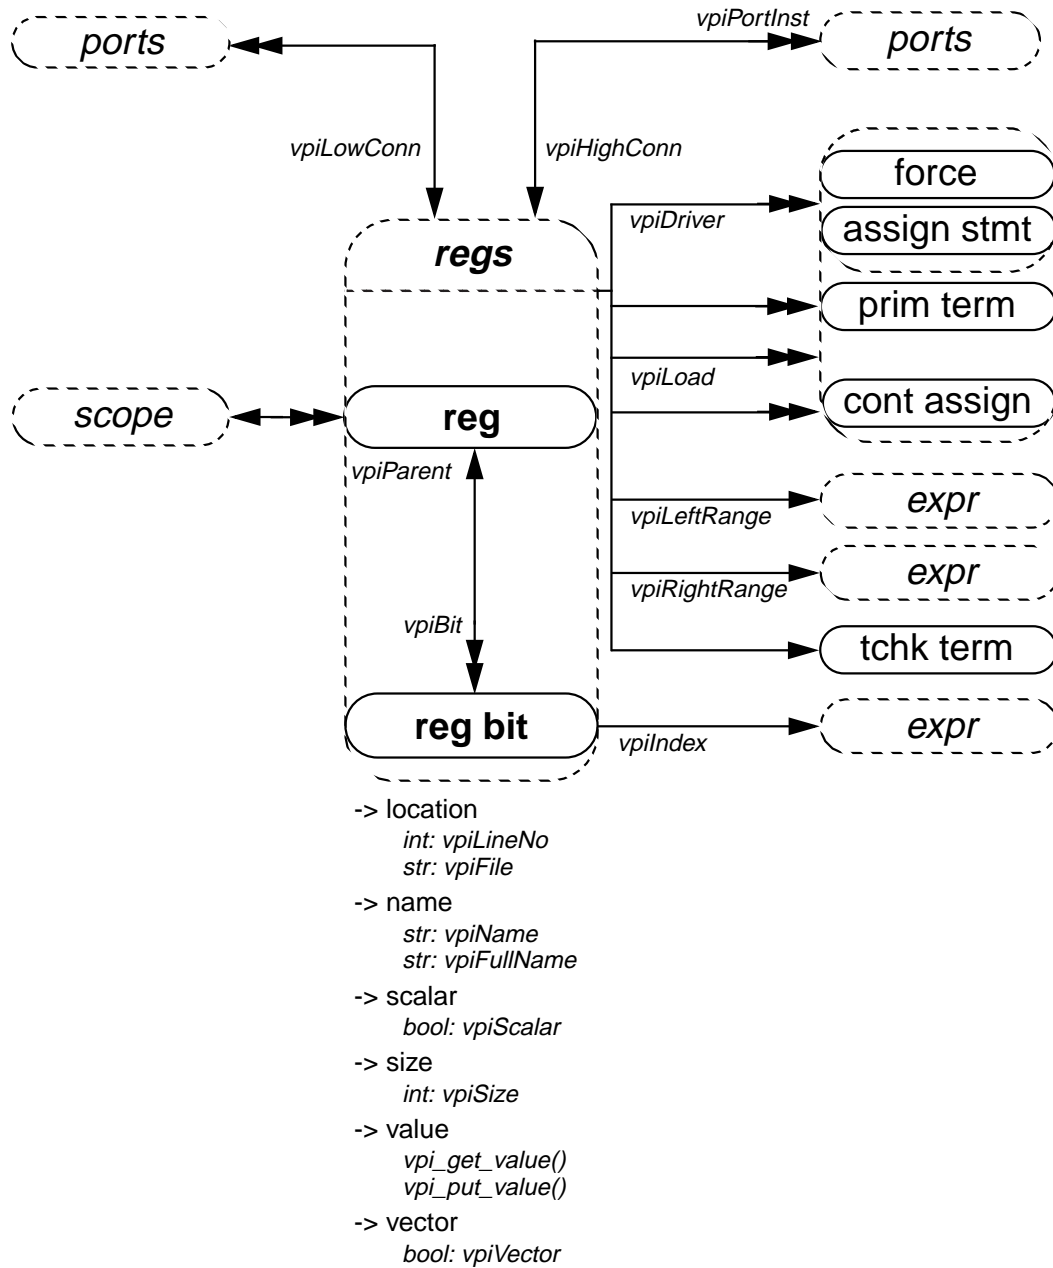 vpiPortInst
ports
ports
vpiLowConn
vpiHighConn
force
vpiDriver
assign stmt
regs
prim term
vpiLoad
scope
reg
cont assign
vpiParent
expr
vpiLeftRange
expr
vpiRightRange
vpiBit
tchk term
reg bit
expr
vpiIndex
-> location
int: vpiLineNo
str: vpiFile
-> name
str: vpiName
str: vpiFullName
-> scalar
bool: vpiScalar
-> size
int: vpiSize
-> value
vpi_get_value()
vpi_put_value()
-> vector
bool: vpiVector